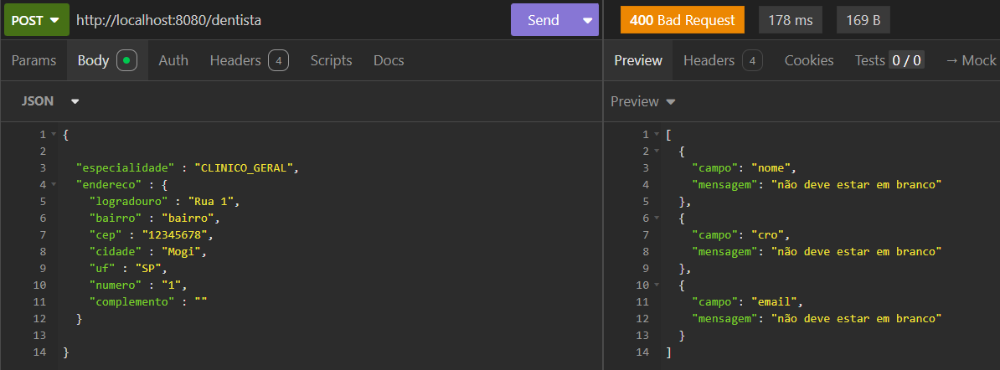 POST http://localhost:8080/dentista Send
Params Body Auth Headers 4 Scripts Docs
JSON
1 {
2
3 "especialidade" : "CLINICO_GERAL",
4 "endereco" : {
5 "logradouro" : "Rua 1",
6 "bairro" : "bairro",
7 "cep" : "12345678",
8 "cidade" : "Mogi",
9 "uf" : "SP",
10 "numero" : "1",
11 "complemento" : ""
12 }
13
14 }
400 Bad Request 178 ms 169 B
Preview Headers 4 Cookies Tests 0 / 0 → Mock
Preview
1 [
2 {
3 "campo": "nome",
4 "mensagem": "não deve estar em branco"
5 },
6 {
7 "campo": "cro",
8 "mensagem": "não deve estar em branco"
9 },
10 {
11 "campo": "email",
12 "mensagem": "não deve estar em branco"
13 }
14 ]